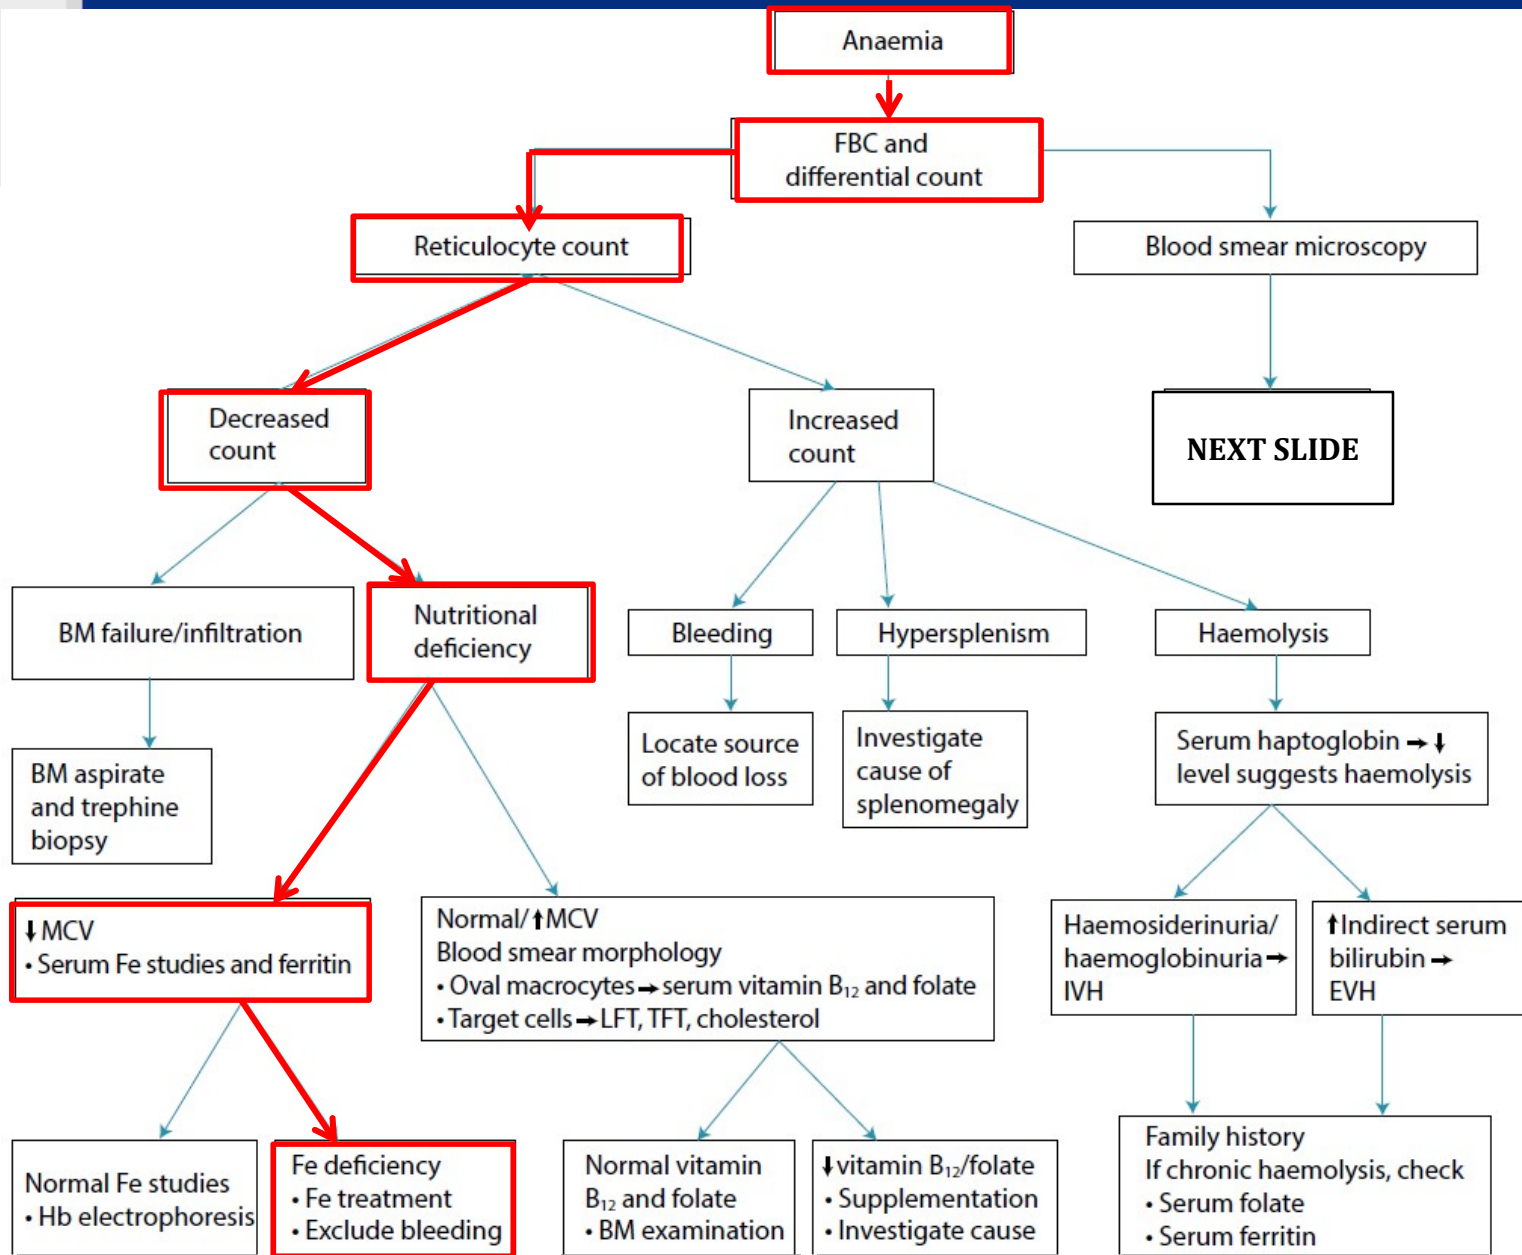 Anaemia
FBC and
differential count
Reticulocyte count
Blood smear microscopy
Decreased
count
Increased
count
NEXT SLIDE
BM failure/infiltration
Nutritional
deficiency
Bleeding
Hypersplenism
Haemolysis
BM aspirate
and trephine
biopsy
Locate source
of blood loss
Investigate
cause of
splenomegaly
Serum haptoglobin → ↓
level suggests haemolysis
↓ MCV
• Serum Fe studies and ferritin
Normal/ ↑ MCV
Blood smear morphology
• Oval macrocytes → serum vitamin B₁₂ and folate
• Target cells → LFT, TFT, cholesterol
Haemosiderinuria/
haemoglobinuria →
IVH
↑ Indirect serum
bilirubin →
EVH
Normal Fe studies
• Hb electrophoresis
Fe deficiency
• Fe treatment
• Exclude bleeding
Normal vitamin
B₁₂ and folate
• BM examination
↓ vitamin B₁₂/folate
• Supplementation
• Investigate cause
Family history
If chronic haemolysis, check
• Serum folate
• Serum ferritin